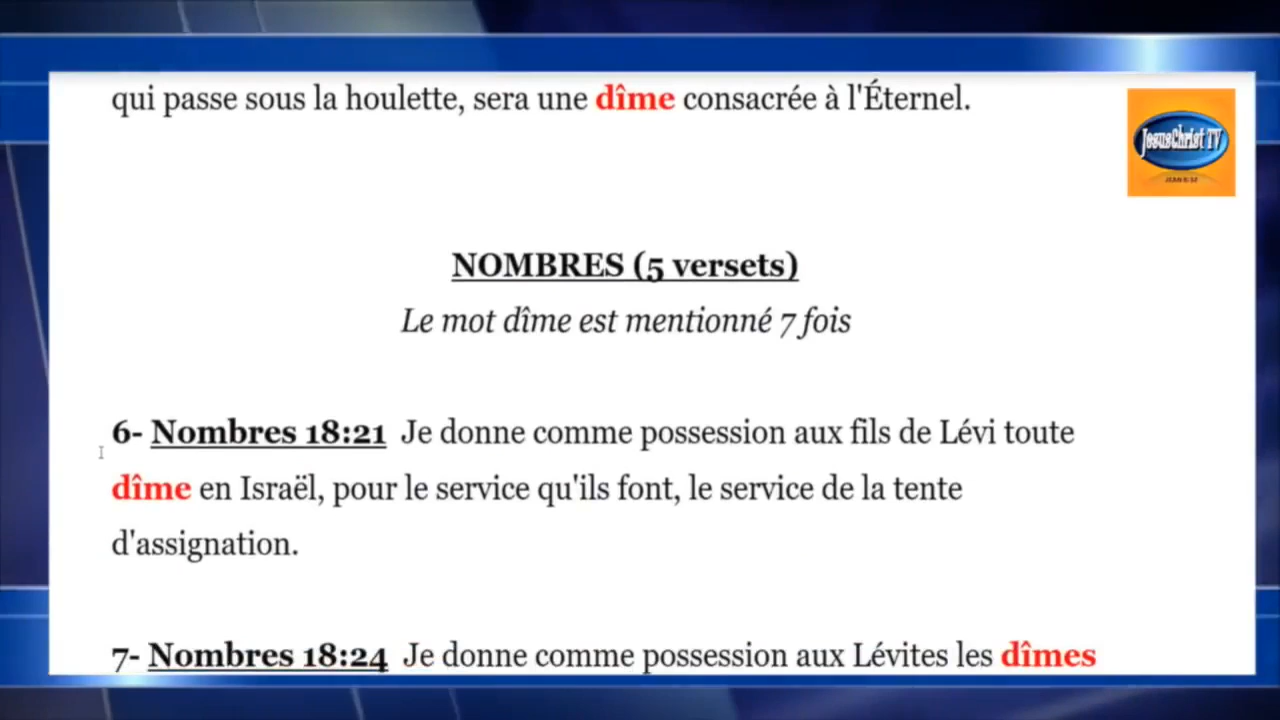 qui passe sous la houlette, sera une dîme consacrée à l'Éternel.
JesusChrist TV
NOMBRES (5 versets)
Le mot dîme est mentionné 7 fois
6- Nombres 18:21 Je donne comme possession aux fils de Lévi toute
dîme en Israël, pour le service qu'ils font, le service de la tente
d'assignation.
7- Nombres 18:24 Je donne comme possession aux Lévites les dîmes